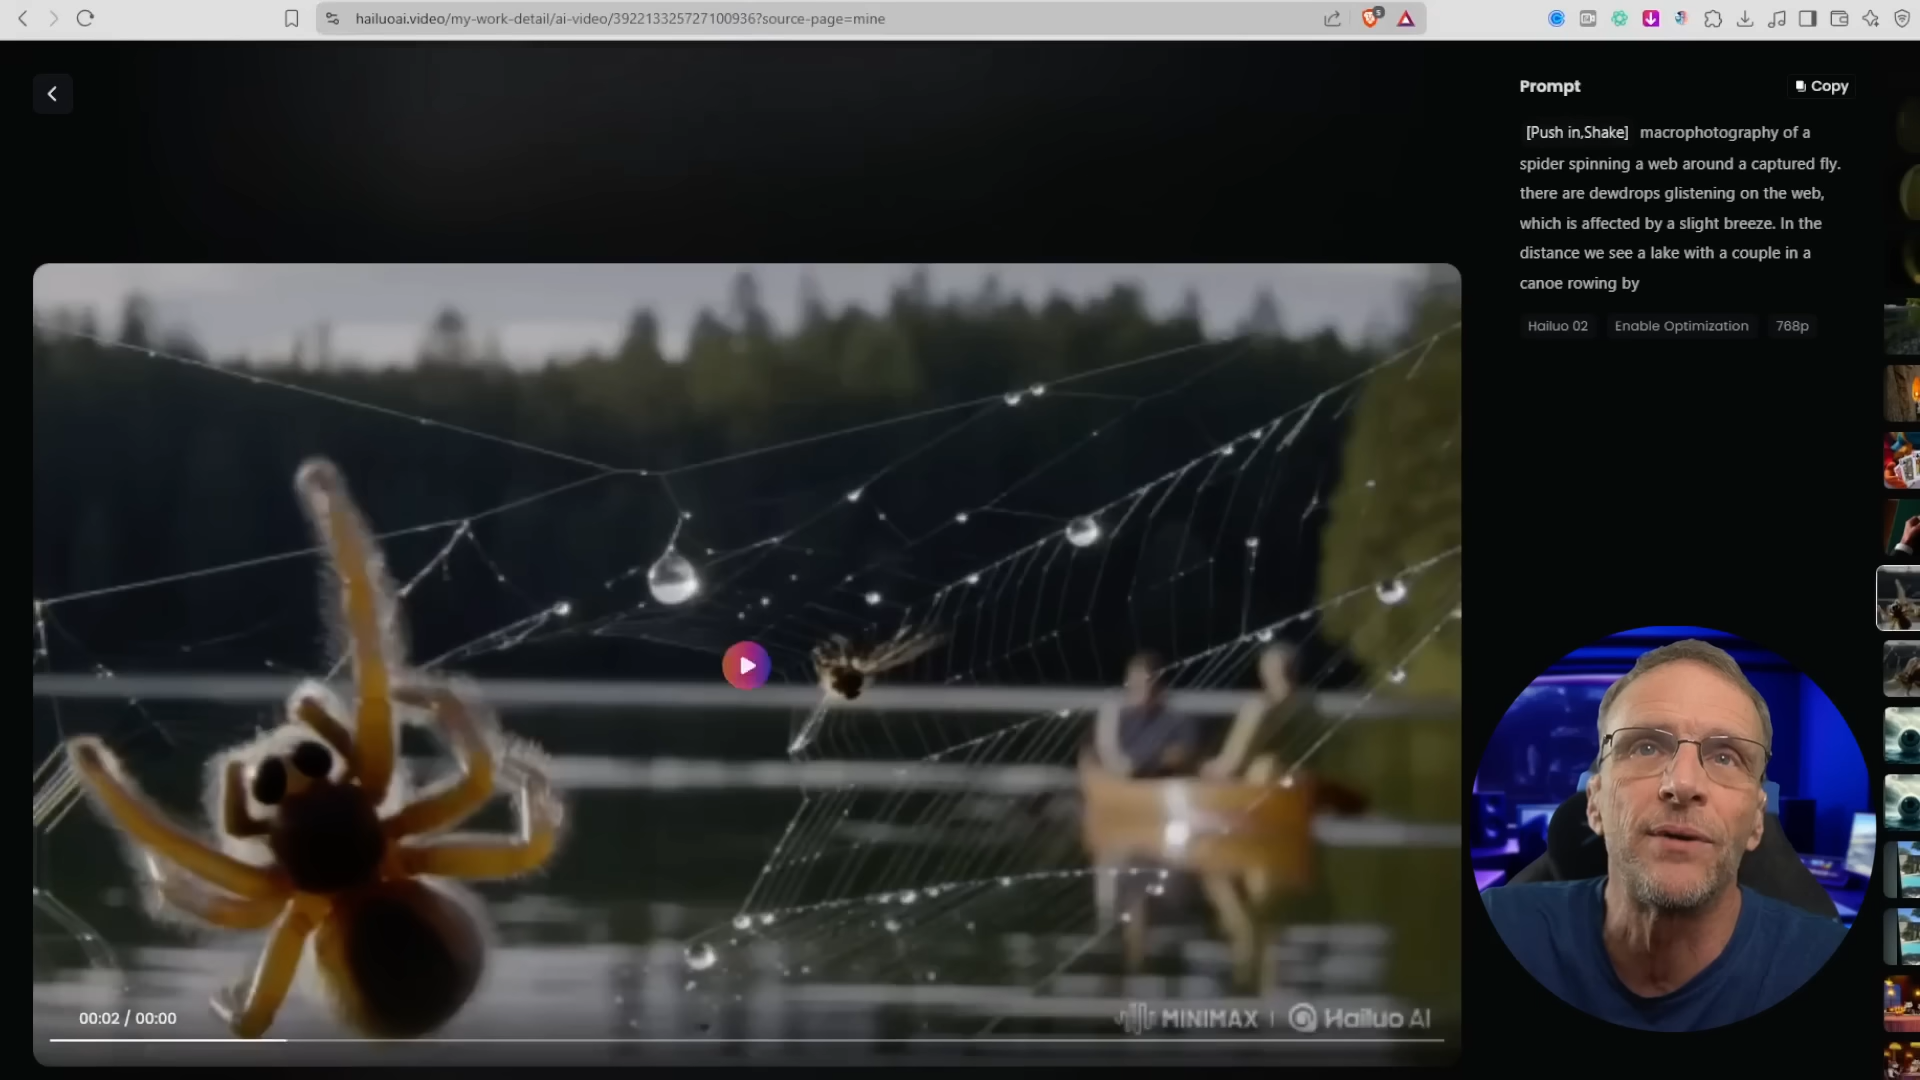 hailuoai.video/my-work-detail/ai-video/392213325727100936?source-page=mine
5
Prompt
Copy
[Push in,Shake] macrophotography of a
spider spinning a web around a captured fly.
there are dewdrops glistening on the web,
which is affected by a slight breeze. In the
distance we see a lake with a couple in a
canoe rowing by
Hailuo 02 Enable Optimization 768p
00:02 / 00:00
MINIMAX | Hailuo AI